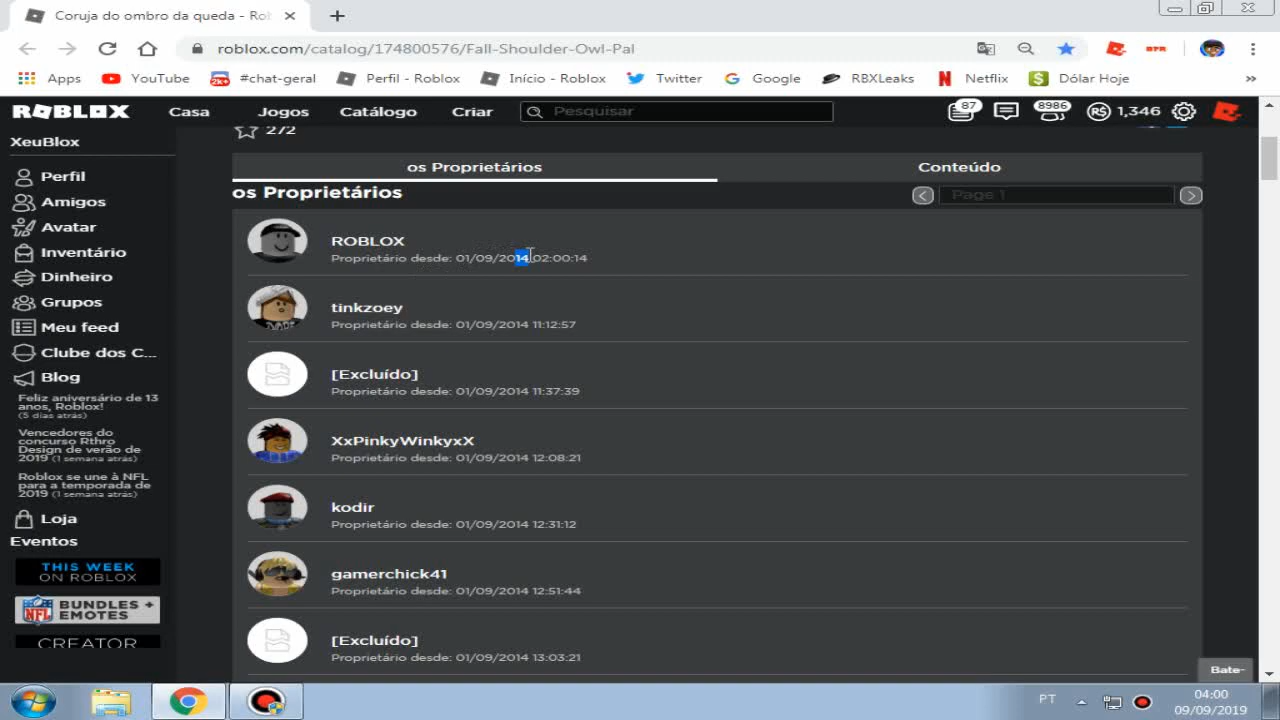 Coruja do ombro da queda - Rob
roblox.com/catalog/174800576/Fall-Shoulder-Owl-Pal
BTR
Apps
YouTube
2k+
#chat-geral
Perfil - Roblox
Início - Roblox
Twitter
Google
RBXLeaks
Netflix
Dólar Hoje
»
ROBLOX
Casa
Jogos
Catálogo
Criar
Pesquisar
87
8986
R$
1,346
XeuBlox
272
Perfil
Amigos
Avatar
Inventário
Dinheiro
Grupos
Meu feed
Clube dos C...
Blog
Feliz aniversário de 13
anos, Roblox!
(5 dias atrás)
Vencedores do
concurso Rthro
Design de verão de
2019 (1 semana atrás)
Roblox se une à NFL
para a temporada de
2019 (1 semana atrás)
Loja
Eventos
THIS WEEK
ON ROBLOX
NFL
BUNDLES +
EMOTES
CREATOR
os Proprietários
Conteúdo
os Proprietários
Page 1
ROBLOX
Proprietário desde: 01/09/2014 02:00:14
tinkzoey
Proprietário desde: 01/09/2014 11:12:57
[Excluído]
Proprietário desde: 01/09/2014 11:37:39
XxPinkyWinkyxX
Proprietário desde: 01/09/2014 12:08:21
kodir
Proprietário desde: 01/09/2014 12:31:12
gamerchick41
Proprietário desde: 01/09/2014 12:51:44
[Excluído]
Proprietário desde: 01/09/2014 13:03:21
Bate-
PT
04:00
09/09/2019